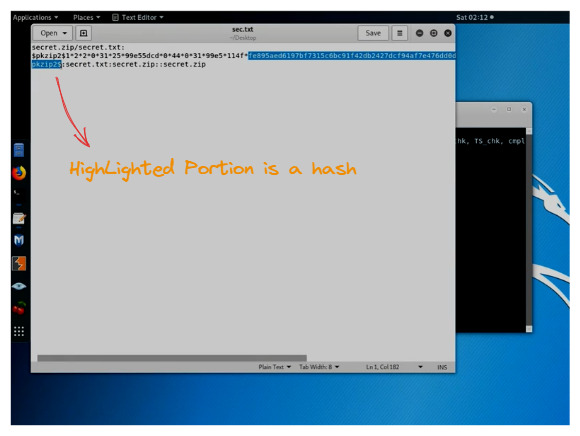 Applications ▾ Places ▾ Text Editor ▾ Sat 02:12
Open ▾ sec.txt Save
~/Desktop
secret.zip/secret.txt:
$pkzip2$1*2*2*0*31*25*99e55dcd*0*44*0*31*99e5*114f*fe895aed6197bf7315c6bc91f42db2427dcf94af7e476dd0d
pkzip2$:secret.txt:secret.zip::secret.zip
hk, TS_chk, cmpl
HighLighted Portion is a hash
Plain Text ▾ Tab Width: 8 ▾ Ln 1, Col 182 ▾ INS